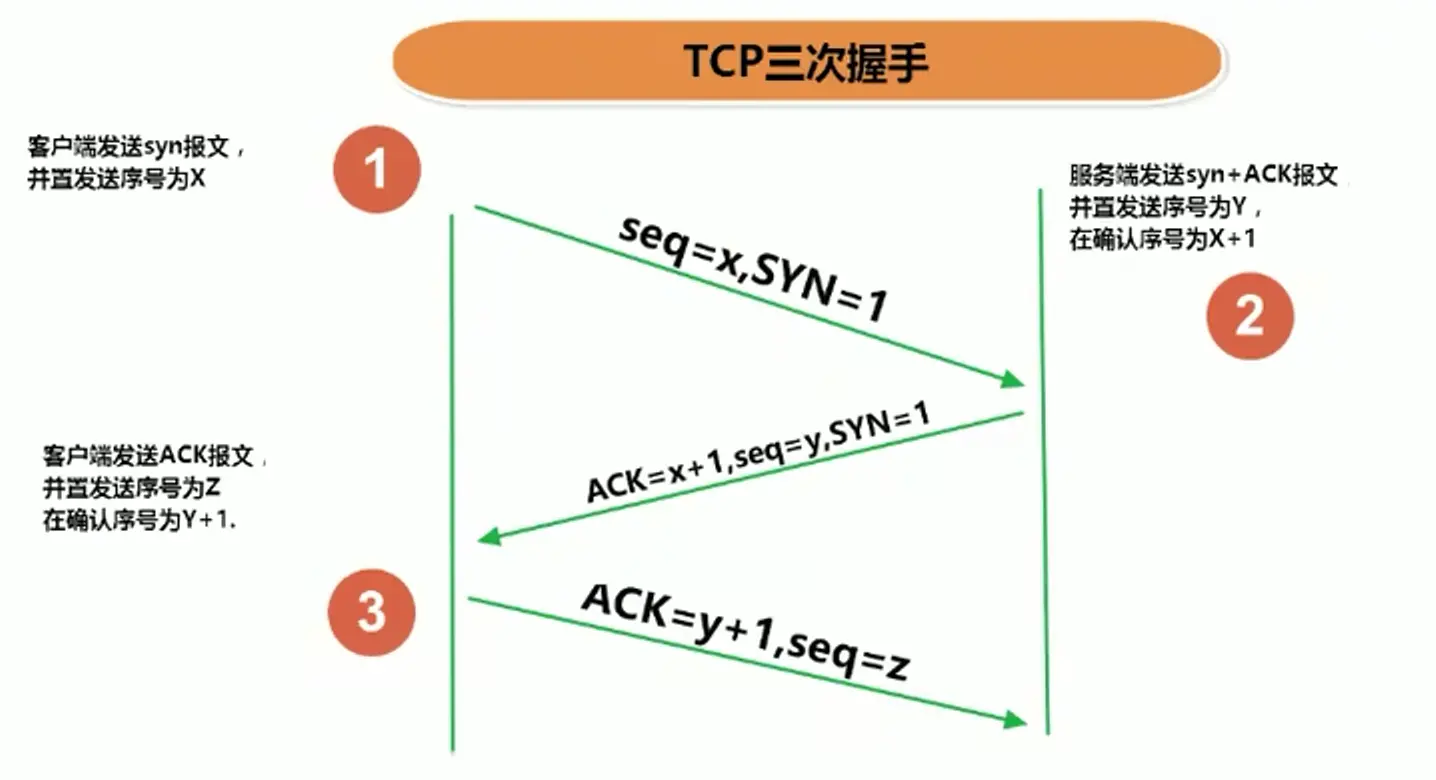 TCP三次握手
客户端发送syn报文，
并置发送序号为X
1
服务端发送syn+ACK报文
并置发送序号为Y，
在确认序号为X+1
2
seq=x,SYN=1
ACK=x+1,seq=y,SYN=1
客户端发送ACK报文，
并置发送序号为Z
在确认序号为Y+1.
3
ACK=y+1,seq=z